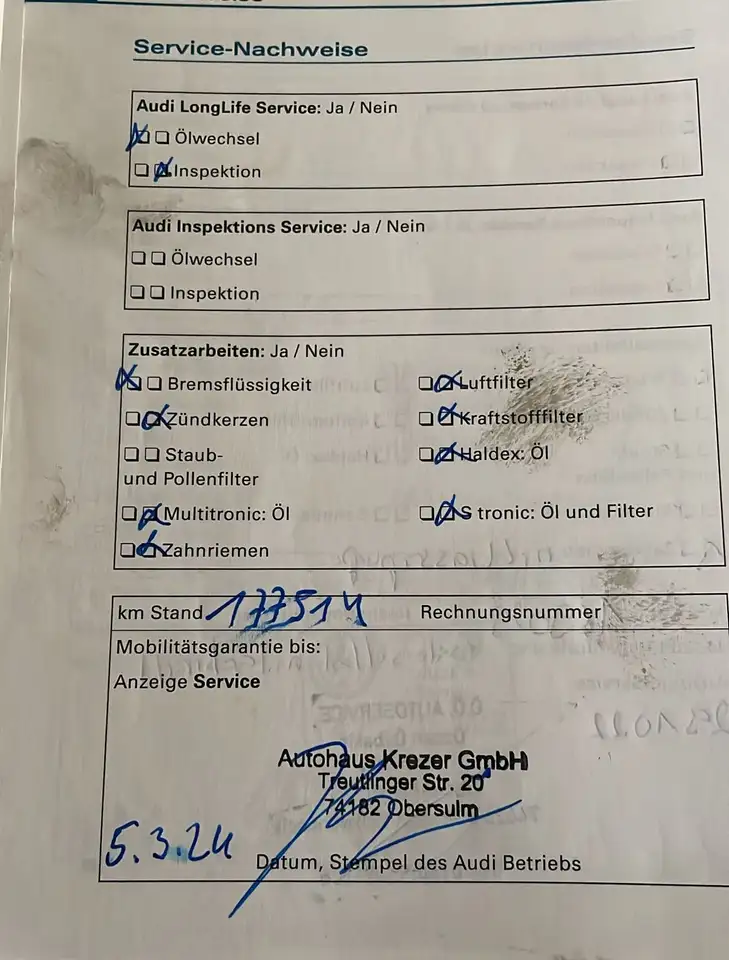 Service-Nachweise
Audi LongLife Service: Ja / Nein
Ölwechsel
Inspektion
Audi Inspektions Service: Ja / Nein
Ölwechsel
Inspektion
Zusatzarbeiten: Ja / Nein
Bremsflüssigkeit
Luftfilter
Zündkerzen
Kraftstofffilter
Staub-
und Pollenfilter
Haldex: Öl
Multitronic: Öl
S tronic: Öl und Filter
Zahnriemen
km Stand 177514 Rechnungsnummer
Mobilitätsgarantie bis:
Anzeige Service
Autohaus Krezer GmbH
Treutlinger Str. 20
74182 Obersulm
5.3.24
Datum, Stempel des Audi Betriebs